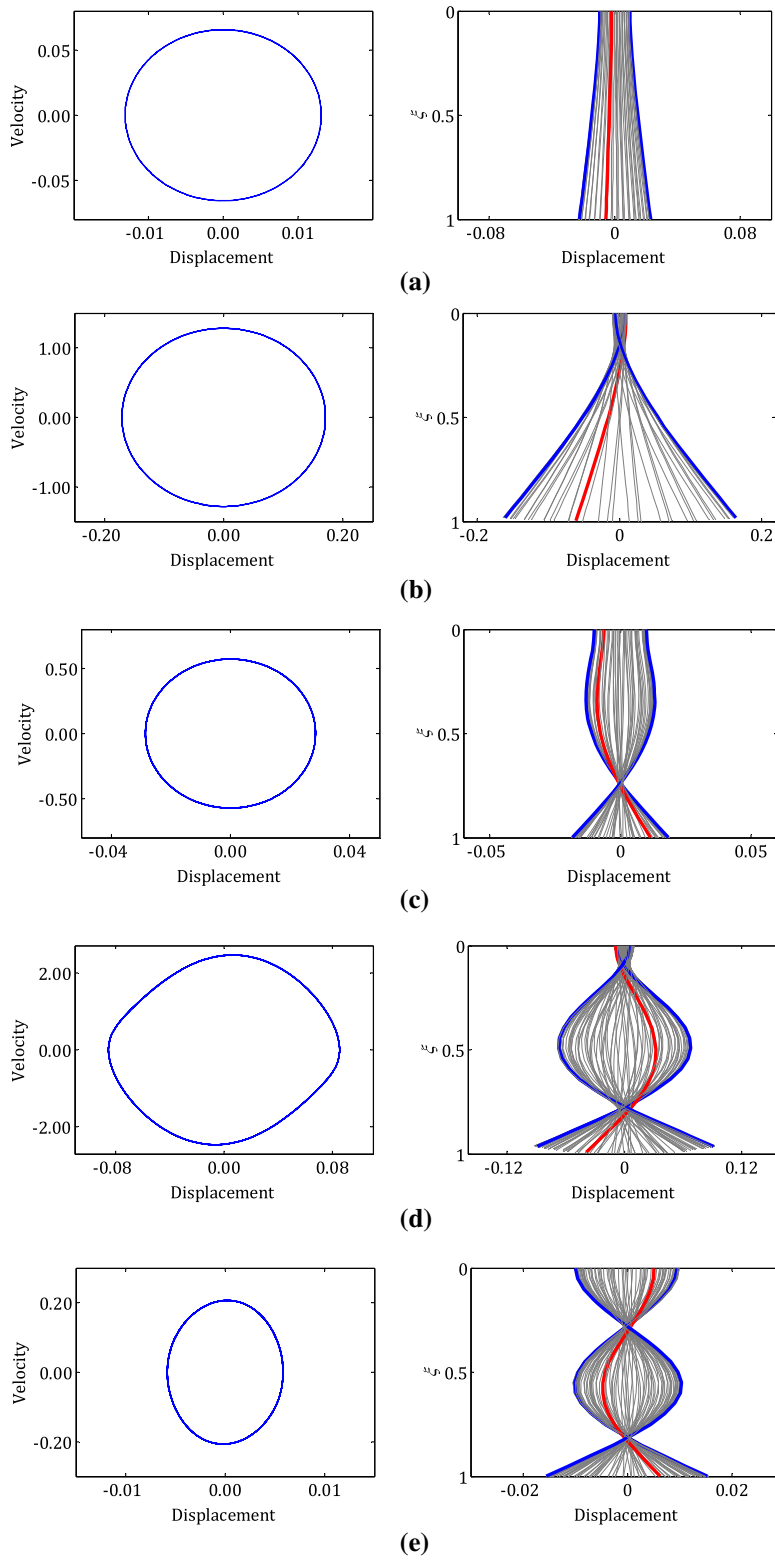 0.05
0.00
-0.05
Velocity
-0.01 0.00 0.01
Displacement
0
0.5
1
ξ
-0.08 0 0.08
Displacement
(a)
1.00
0.00
-1.00
Velocity
-0.20 0.00 0.20
Displacement
0
0.5
1
ξ
-0.2 0 0.2
Displacement
(b)
0.50
0.00
-0.50
Velocity
-0.04 0.00 0.04
Displacement
0
0.5
1
ξ
-0.05 0 0.05
Displacement
(c)
2.00
0.00
-2.00
Velocity
-0.08 0.00 0.08
Displacement
0
0.5
1
ξ
-0.12 0 0.12
Displacement
(d)
0.20
0.00
-0.20
Velocity
-0.01 0.00 0.01
Displacement
0
0.5
1
ξ
-0.02 0 0.02
Displacement
(e)